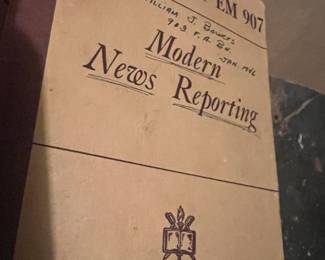 EM 907
WILLIAM J. BOWERS
903 F.A. BN.
JAN. 1946
Modern
News Reporting